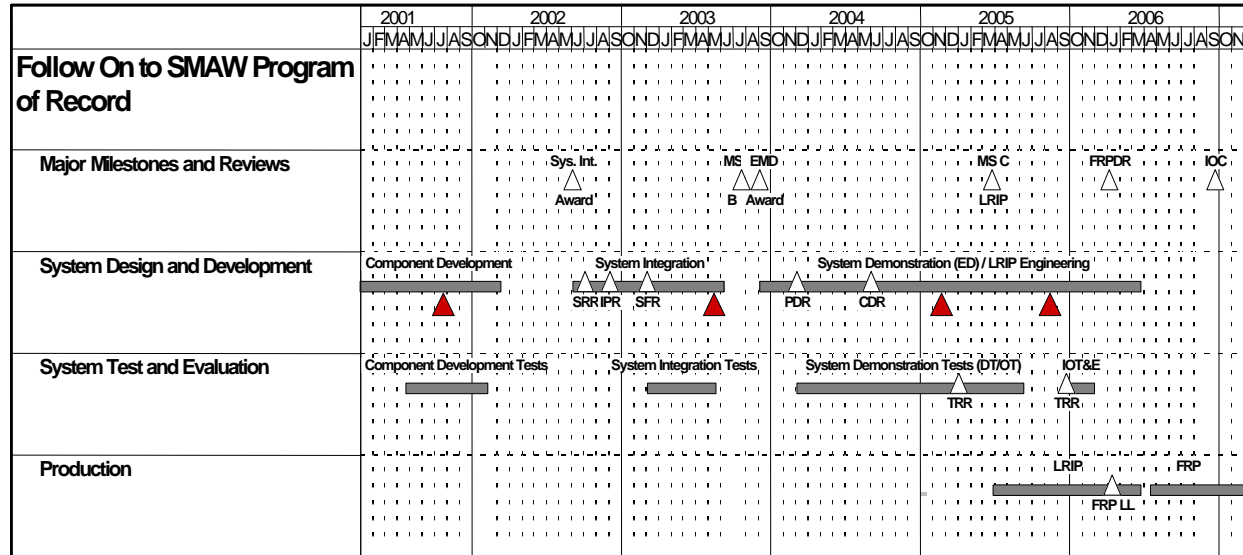 2001 2002 2003 2004 2005 2006
J F M A M J J A S O N D J F M A M J J A S O N D J F M A M J J A S O N D J F M A M J J A S O N D J F M A M J J A S O N D J F M A M J J A S O N
Follow On to SMAW Program
of Record
Major Milestones and Reviews
Sys. Int. MS EMD MS C FRPDR IOC
Award B Award LRIP
System Design and Development
Component Development System Integration System Demonstration (ED) / LRIP Engineering
SRR IPR SFR PDR CDR
System Test and Evaluation
Component Development Tests System Integration Tests System Demonstration Tests (DT/OT) IOT&E
TRR TRR
Production
LRIP FRP
FRP LL